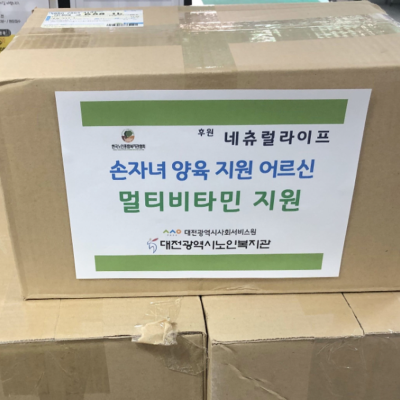 후원 네츄럴라이프
손자녀 양육 지원 어르신
멀티비타민 지원
대전광역시사회서비스원
대전광역시노인복지관